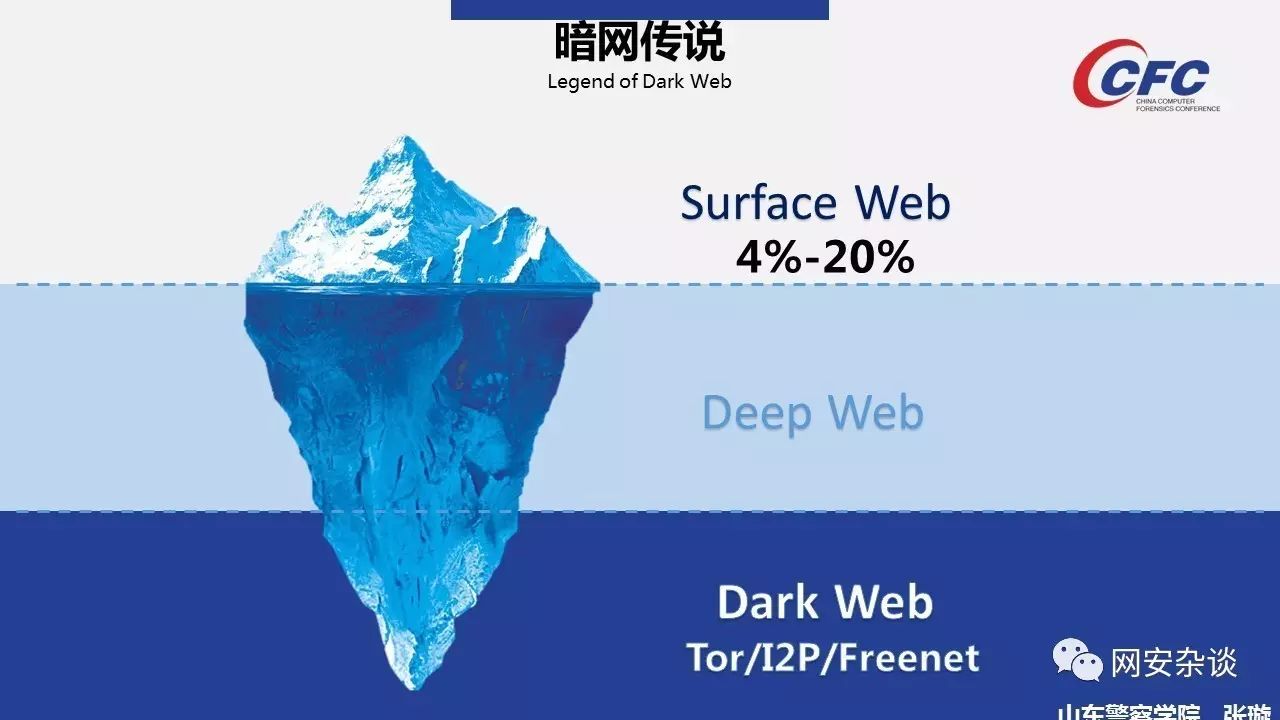 暗网传说
Legend of Dark Web
CFC
CHINA COMPUTER
FORENSICS CONFERENCE
Surface Web
4%-20%
Deep Web
Dark Web
Tor/I2P/Freenet
网安杂谈
山东警察学院 张璇